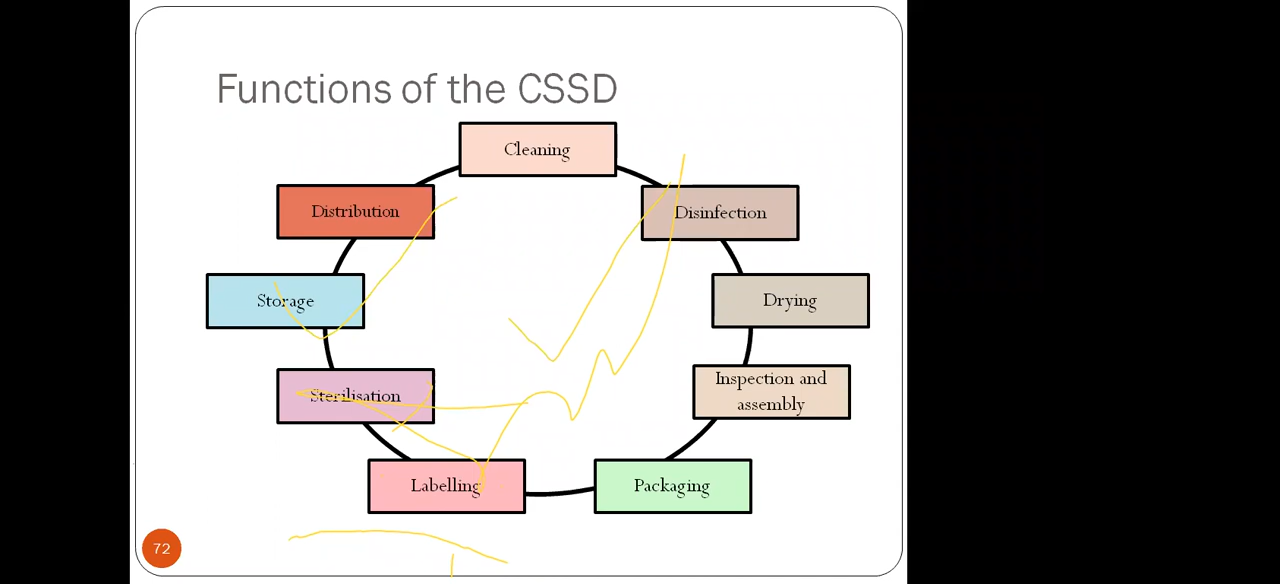 Functions of the CSSD
Cleaning
Disinfection
Drying
Inspection and
assembly
Packaging
Labelling
Sterilisation
Storage
Distribution
72